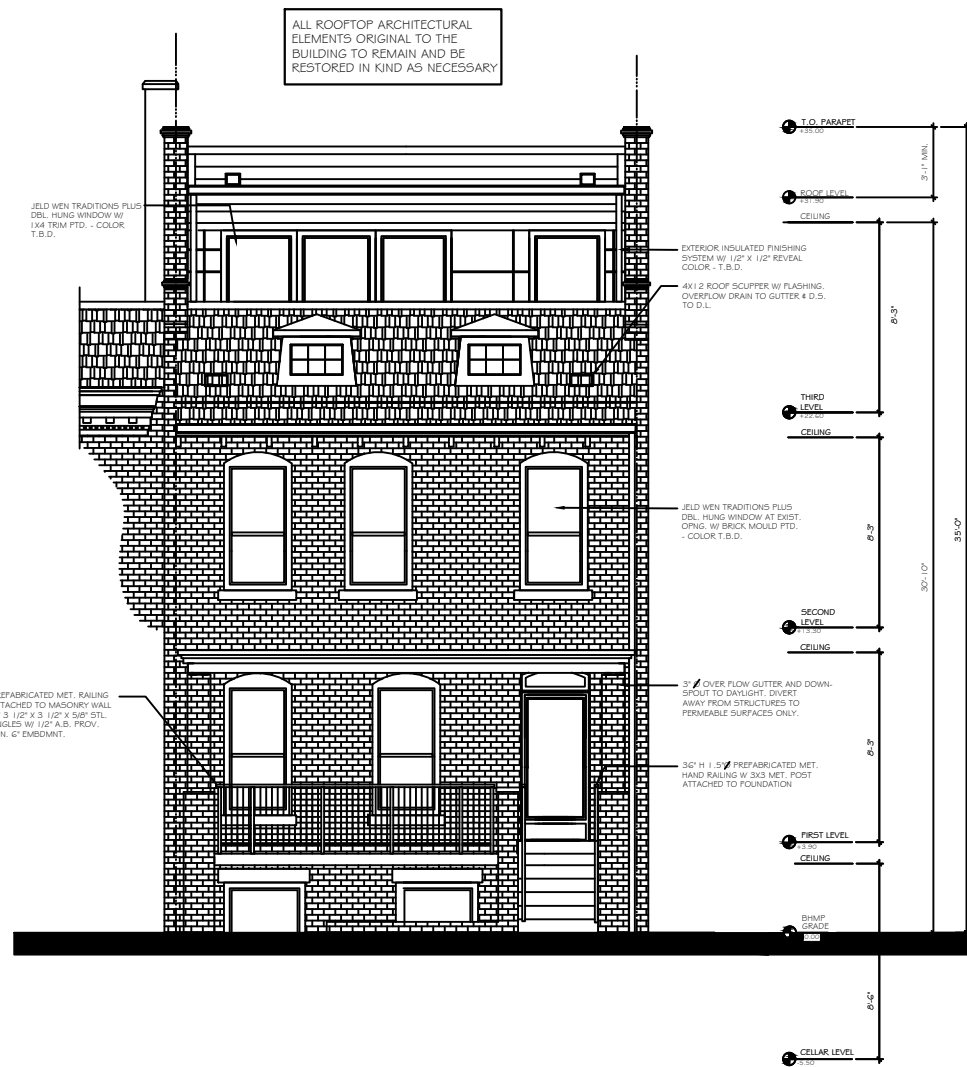 ALL ROOFTOP ARCHITECTURAL
ELEMENTS ORIGINAL TO THE
BUILDING TO REMAIN AND BE
RESTORED IN KIND AS NECESSARY
JELD WEN TRADITIONS PLUS
DBL. HUNG WINDOW W/
1X4 TRIM PTD. - COLOR
T.B.D.
EXTERIOR INSULATED FINISHING
SYSTEM W/ 1/2" X 1/2" REVEAL
COLOR - T.B.D.
4X12 ROOF SCUPPER W/ FLASHING.
OVERFLOW DRAIN TO GUTTER & D.S.
TO D.L.
JELD WEN TRADITIONS PLUS
DBL. HUNG WINDOW AT EXIST.
OPNG. W/ BRICK MOULD PTD.
- COLOR T.B.D.
EFABRICATED MET. RAILING
TACHED TO MASONRY WALL
3 1/2" X 3 1/2" X 5/8" STL.
GLES W/ 1/2" A.B. PROV.
N. 6" EMBDMNT.
3" Ø OVER FLOW GUTTER AND DOWN-
SPOUT TO DAYLIGHT. DIVERT
AWAY FROM STRUCTURES TO
PERMEABLE SURFACES ONLY.
36" H 1.5"Ø PREFABRICATED MET.
HAND RAILING W 3X3 MET. POST
ATTACHED TO FOUNDATION
T.O. PARAPET
+35.00
ROOF LEVEL
+31.90
CEILING
THIRD
LEVEL
+22.60
CEILING
SECOND
LEVEL
+13.30
CEILING
FIRST LEVEL
+3.90
CEILING
BHMP
GRADE
0.00
CELLAR LEVEL
-5.50
3'-1" MIN.
8'-3"
8'-3"
8'-3"
8'-6"
30'-10"
35'-0"